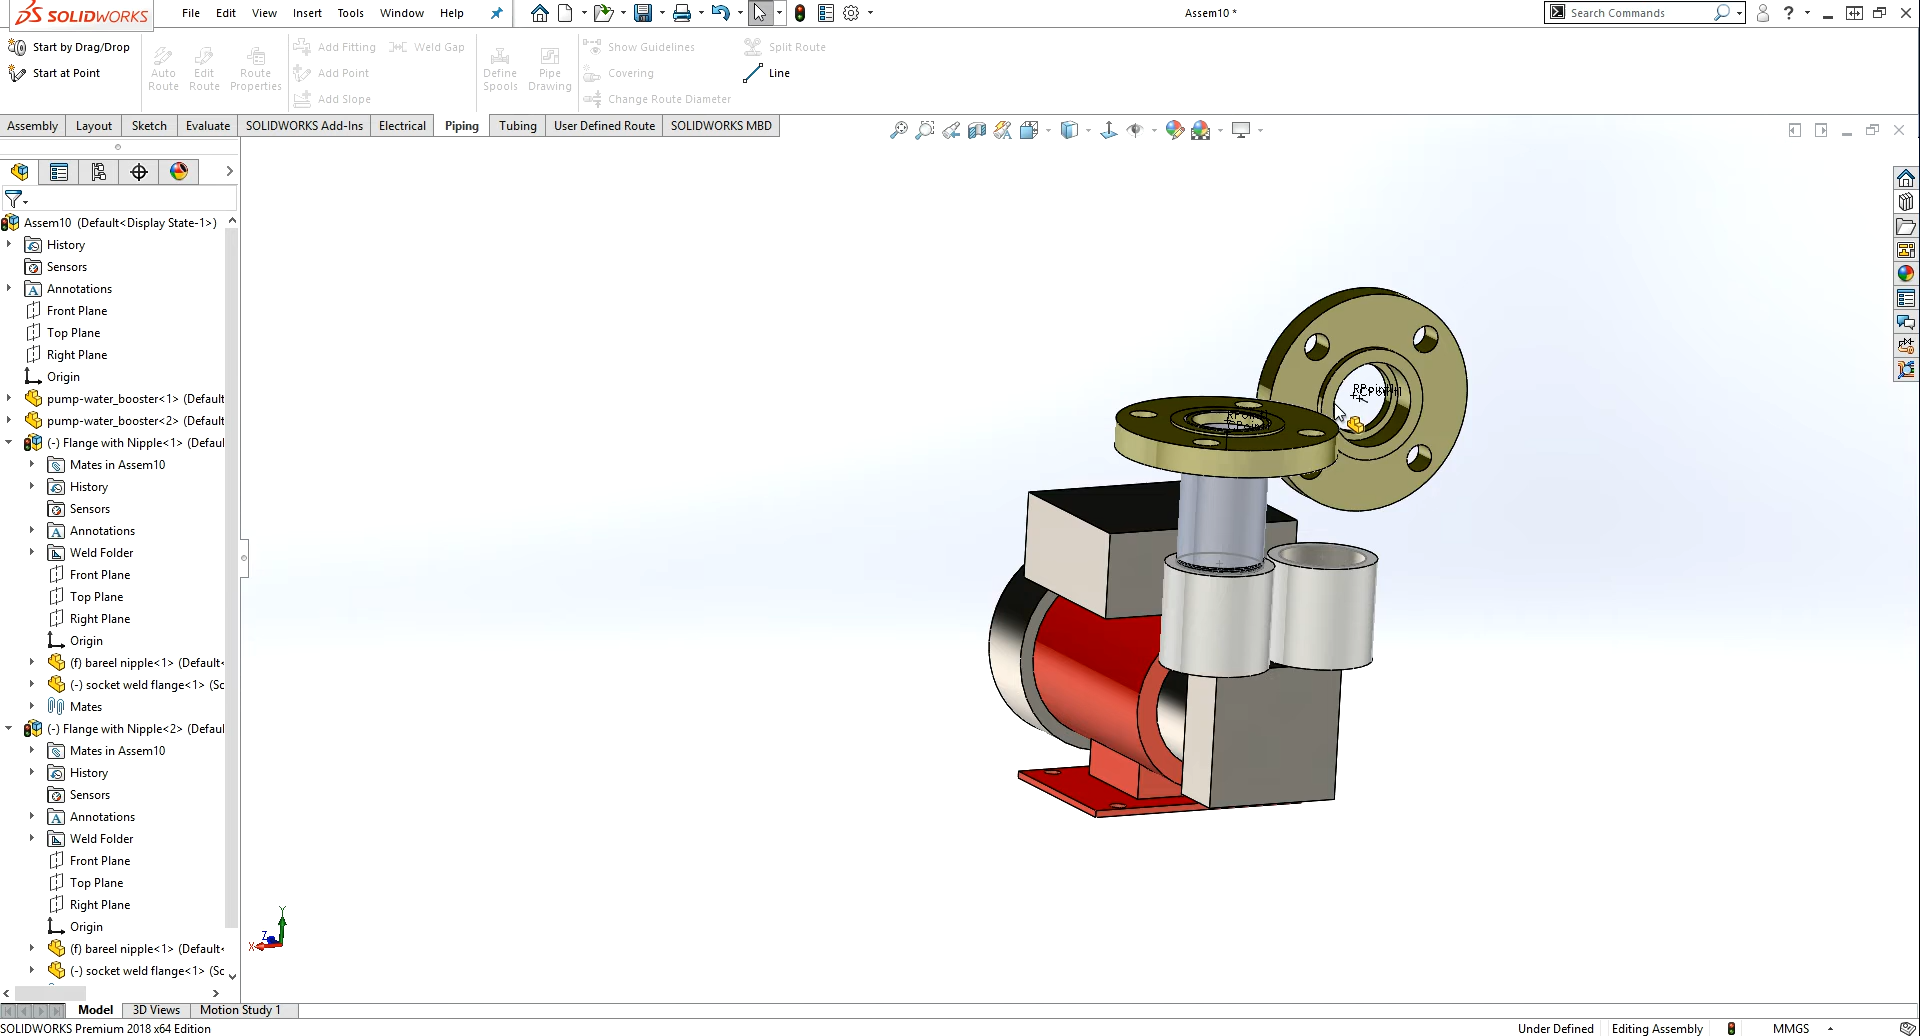 SOLIDWORKS
File Edit View Insert Tools Window Help
Assem10 *
Search Commands
Start by Drag/Drop
Start at Point
Auto Route
Edit Route
Route Properties
Add Fitting
Weld Gap
Add Point
Add Slope
Define Spools
Pipe Drawing
Show Guidelines
Covering
Change Route Diameter
Split Route
Line
Assembly Layout Sketch Evaluate SOLIDWORKS Add-Ins Electrical Piping Tubing User Defined Route SOLIDWORKS MBD
Assem10 (Default<Display State-1>)
History
Sensors
Annotations
Front Plane
Top Plane
Right Plane
Origin
pump-water_booster<1> (Default
pump-water_booster<2> (Default
(-) Flange with Nipple<1> (Defaul
Mates in Assem10
History
Sensors
Annotations
Weld Folder
Front Plane
Top Plane
Right Plane
Origin
(f) bareel nipple<1> (Default<
(-) socket weld flange<1> (Sc
Mates
(-) Flange with Nipple<2> (Defaul
Mates in Assem10
History
Sensors
Annotations
Weld Folder
Front Plane
Top Plane
Right Plane
Origin
(f) bareel nipple<1> (Default<
(-) socket weld flange<1> (Sc
Y
Z
X
Model 3D Views Motion Study 1
SOLIDWORKS Premium 2018 x64 Edition
Under Defined Editing Assembly MMGS